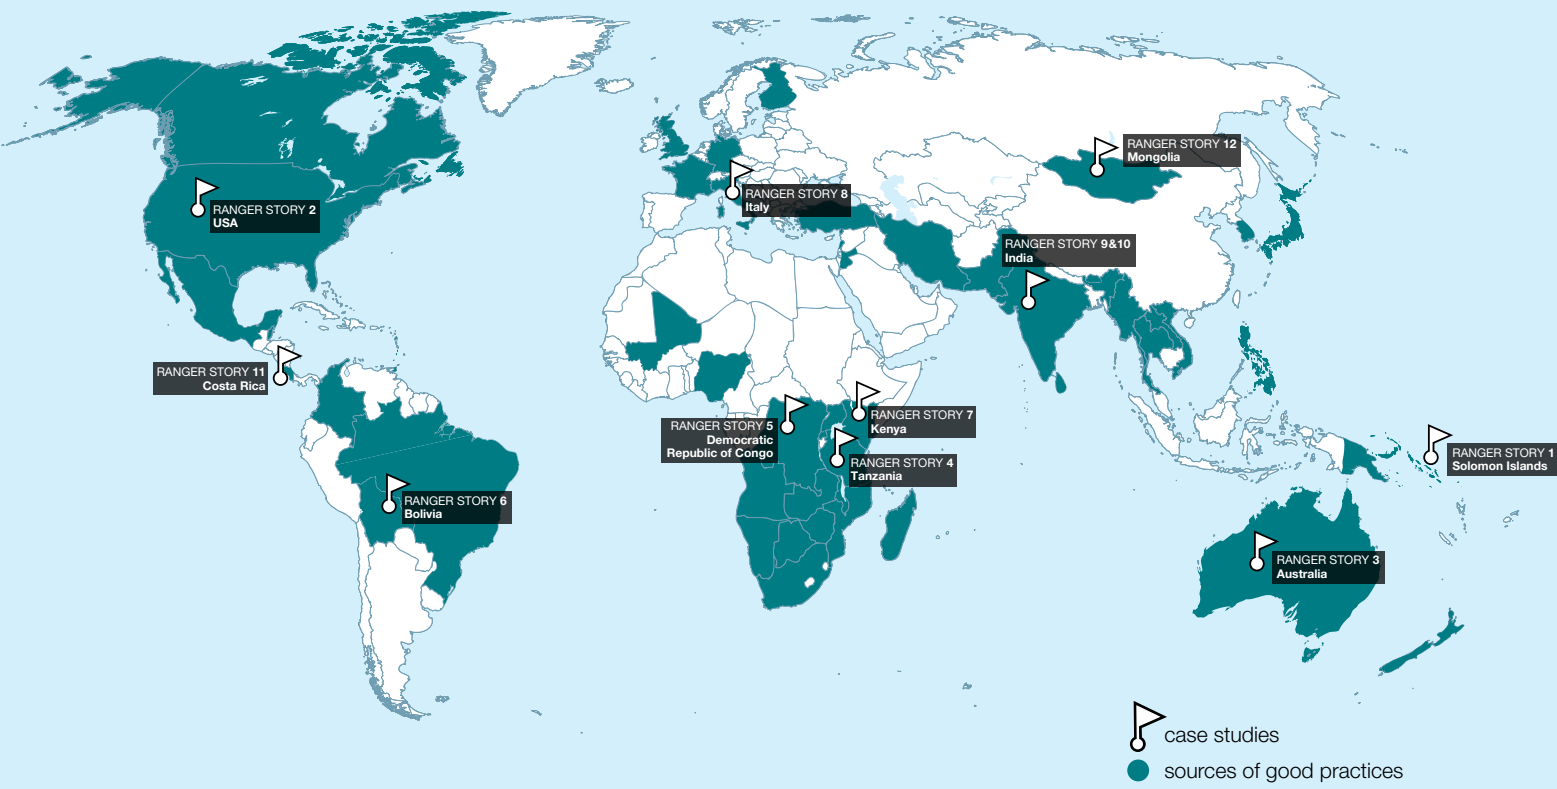 RANGER STORY 12
Mongolia
RANGER STORY 8
Italy
RANGER STORY 2
USA
RANGER STORY 9&10
India
RANGER STORY 11
Costa Rica
RANGER STORY 7
Kenya
RANGER STORY 5
Democratic
Republic of Congo
RANGER STORY 4
Tanzania
RANGER STORY 1
Solomon Islands
RANGER STORY 6
Bolivia
RANGER STORY 3
Australia
case studies
sources of good practices